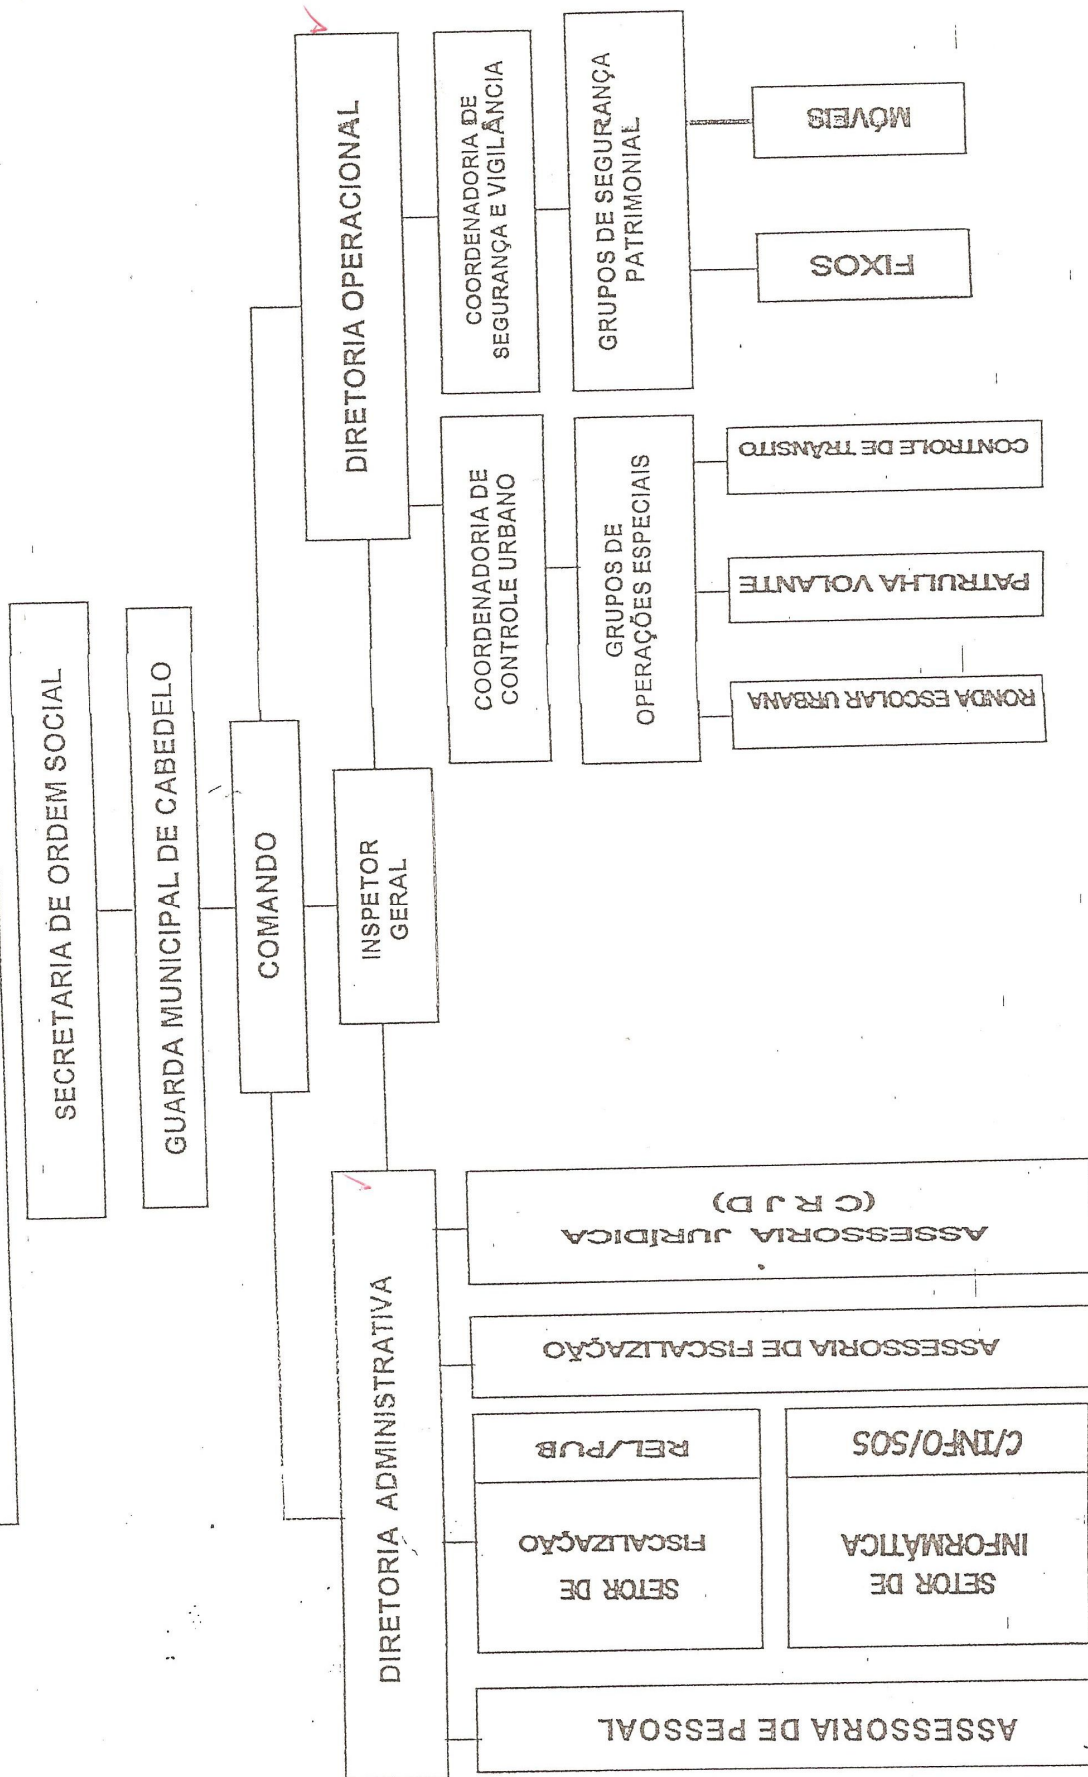 SECRETARIA DE ORDEM SOCIAL
GUARDA MUNICIPAL DE CABEDELO
COMANDO
INSPETOR
GERAL
DIRETORIA ADMINISTRATIVA
DIRETORIA OPERACIONAL
ASSESSORIA DE PESSOAL
SETOR DE
FISCALIZAÇÃO
REL/PUB
SETOR DE
INFORMÁTICA
C/INFO/SOS
ASSESSORIA DE FISCALIZAÇÃO
ASSESSORIA JURÍDICA
(C R J D)
COORDENADORIA DE
CONTROLE URBANO
COORDENADORIA DE
SEGURANÇA E VIGILÂNCIA
GRUPOS DE
OPERAÇÕES ESPECIAIS
GRUPOS DE SEGURANÇA
PATRIMONIAL
RONDA ESCOLAR URBANA
PATRULHA VOLANTE
CONTROLE DE TRÂNSITO
FIXOS
MÓVEIS